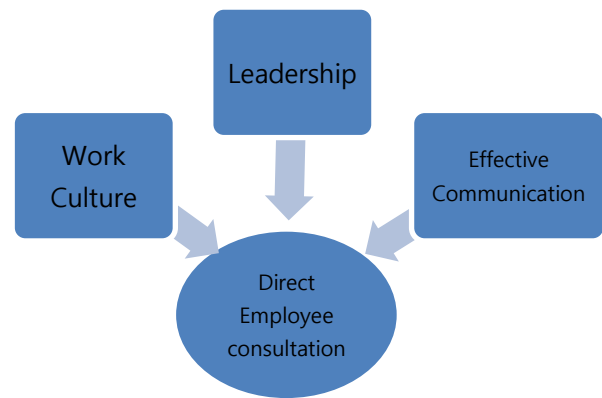 Leadership
Work
Culture
Effective
Communication
Direct
Employee
consultation